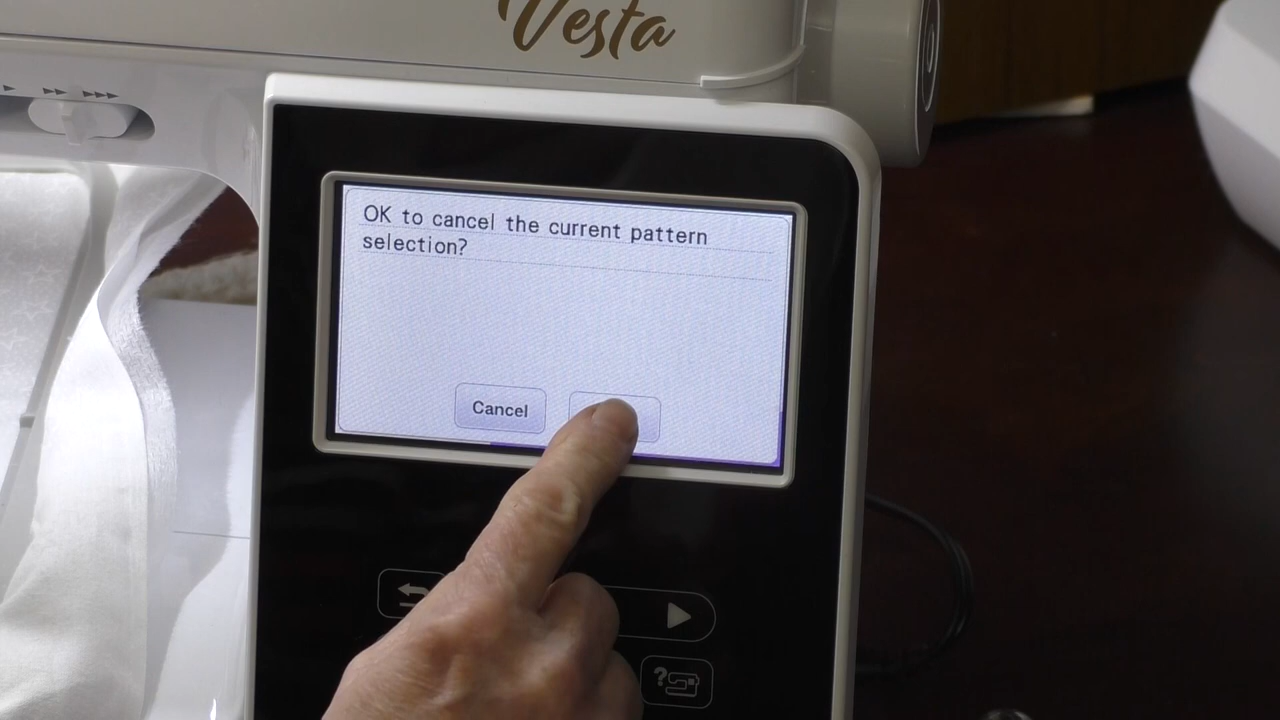 Vesta
OK to cancel the current pattern
selection?
Cancel
?